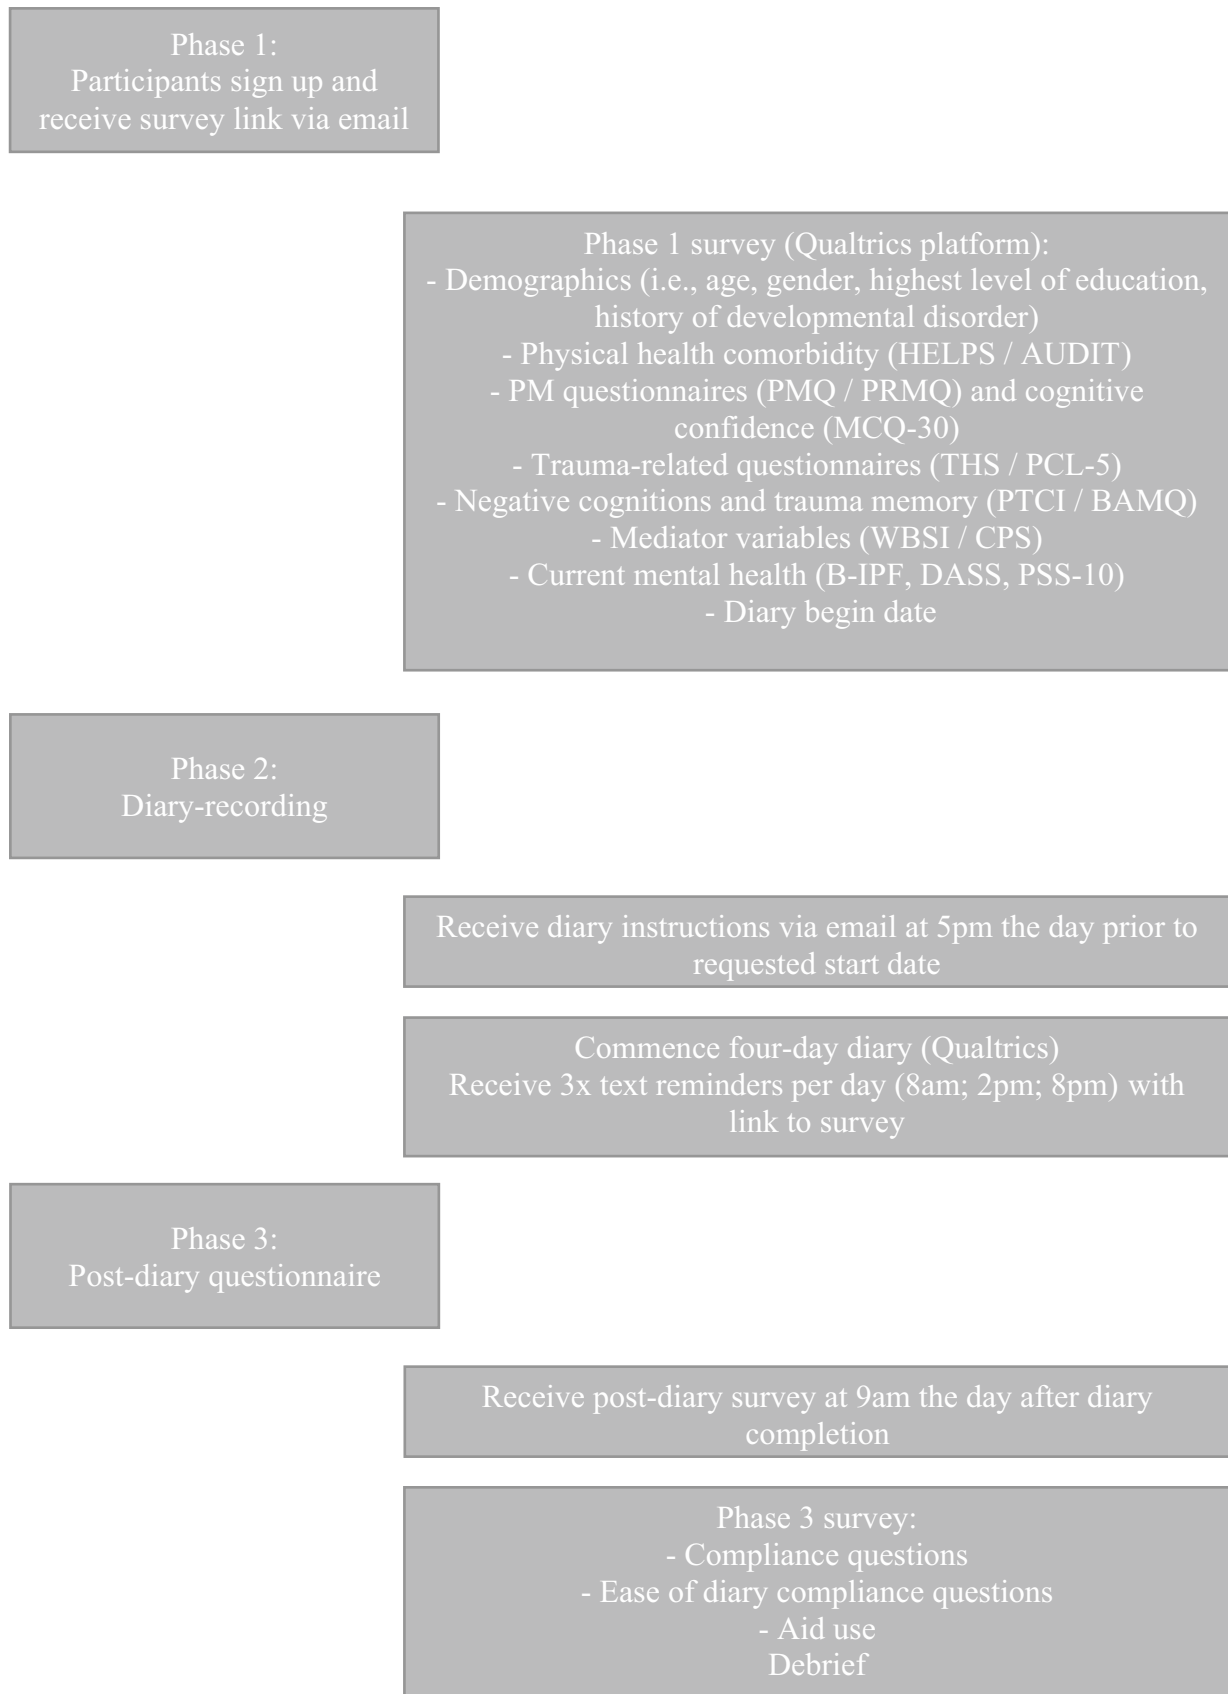 Phase 1:
Participants sign up and
receive survey link via email
Phase 1 survey (Qualtrics platform):
- Demographics (i.e., age, gender, highest level of education,
history of developmental disorder)
- Physical health comorbidity (HELPS / AUDIT)
- PM questionnaires (PMQ / PRMQ) and cognitive
confidence (MCQ-30)
- Trauma-related questionnaires (THS / PCL-5)
- Negative cognitions and trauma memory (PTCI / BAMQ)
- Mediator variables (WBSI / CPS)
- Current mental health (B-IPF, DASS, PSS-10)
- Diary begin date
Phase 2:
Diary-recording
Receive diary instructions via email at 5pm the day prior to
requested start date
Commence four-day diary (Qualtrics)
Receive 3x text reminders per day (8am; 2pm; 8pm) with
link to survey
Phase 3:
Post-diary questionnaire
Receive post-diary survey at 9am the day after diary
completion
Phase 3 survey:
- Compliance questions
- Ease of diary compliance questions
- Aid use
Debrief